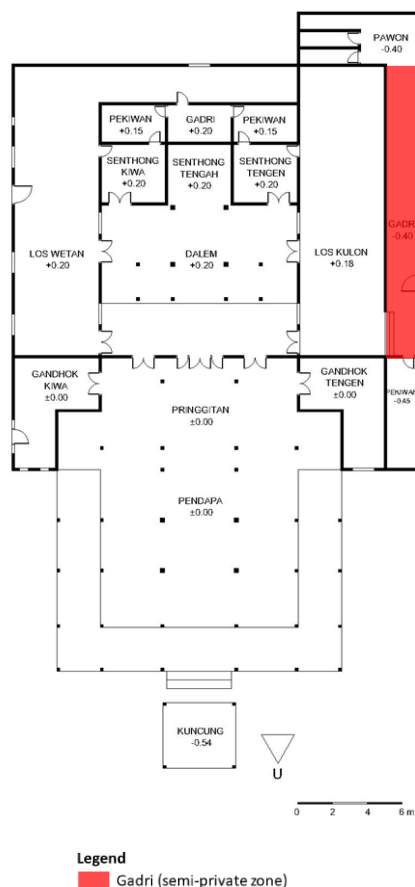 PAWON
-0.40
PEKIWAN
+0.15
GADRI
+0.20
PEKIWAN
+0.15
SENTHONG
KIWA
+0.20
SENTHONG
TENGAH
+0.20
SENTHONG
TENGEN
+0.20
GADRI
-0.40
LOS WETAN
+0.20
DALEM
+0.20
LOS KULON
+0.18
GANDHOK
KIWA
±0.00
GANDHOK
TENGEN
±0.00
PEKIWAN
-0.45
PRINGGITAN
±0.00
PENDAPA
±0.00
KUNCUNG
-0.54
U
0 2 4 6 m
Legend
Gadri (semi-private zone)